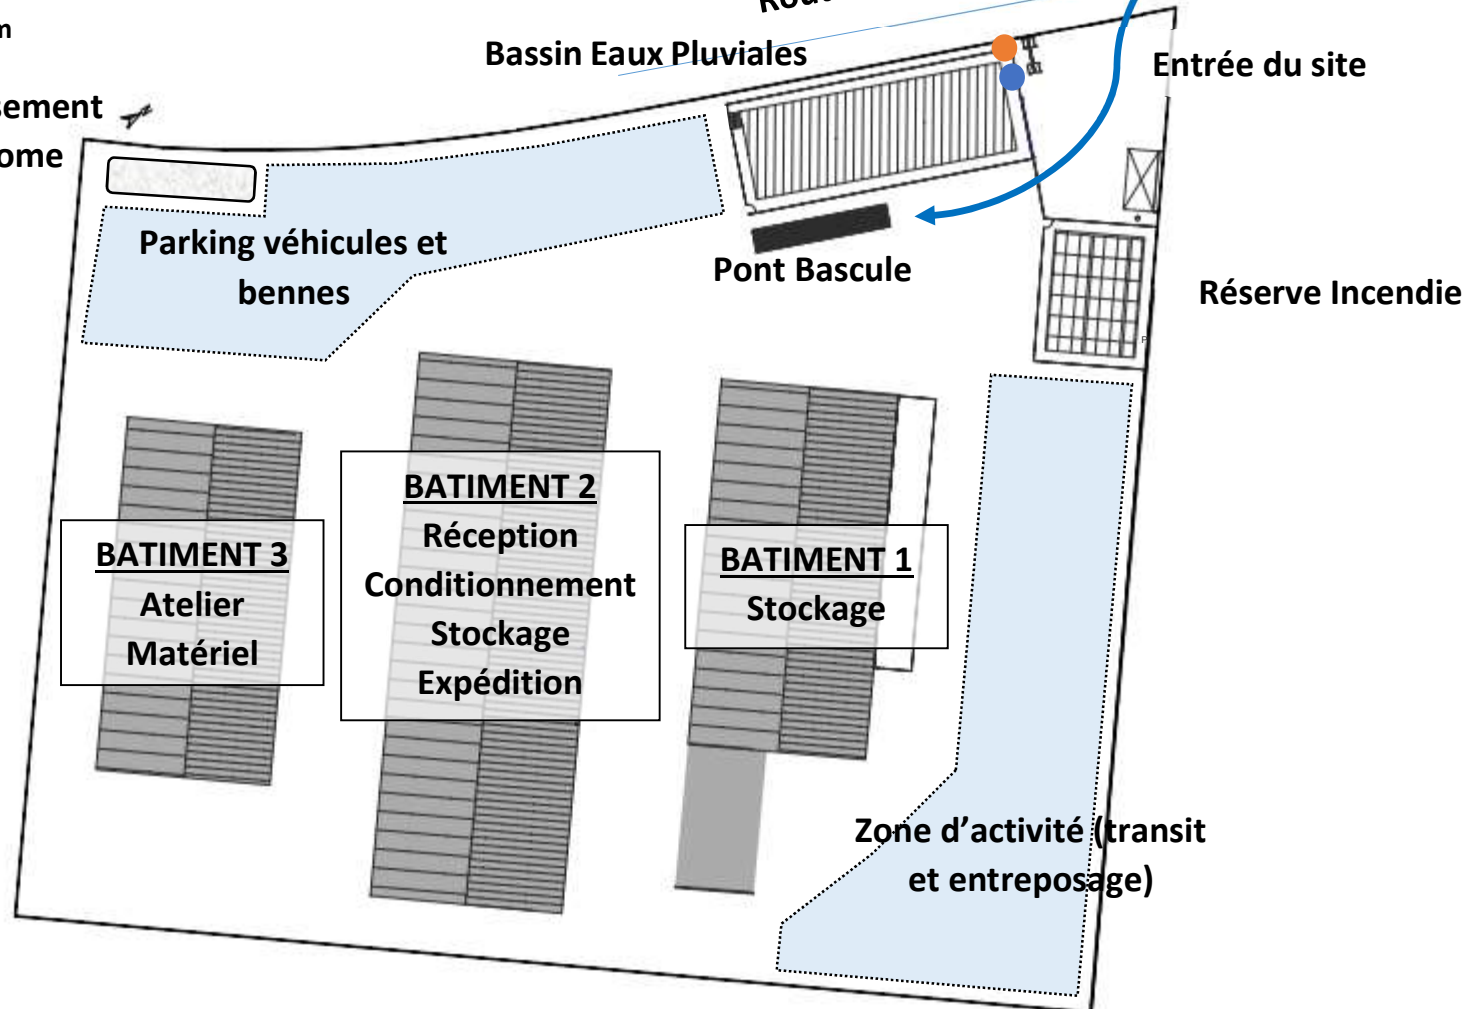 Bassin Eaux Pluviales
Entrée du site
Parking véhicules et
bennes
Pont Bascule
Réserve Incendie
BATIMENT 3
Atelier
Matériel
BATIMENT 2
Réception
Conditionnement
Stockage
Expédition
BATIMENT 1
Stockage
Zone d’activité (transit
et entreposage)